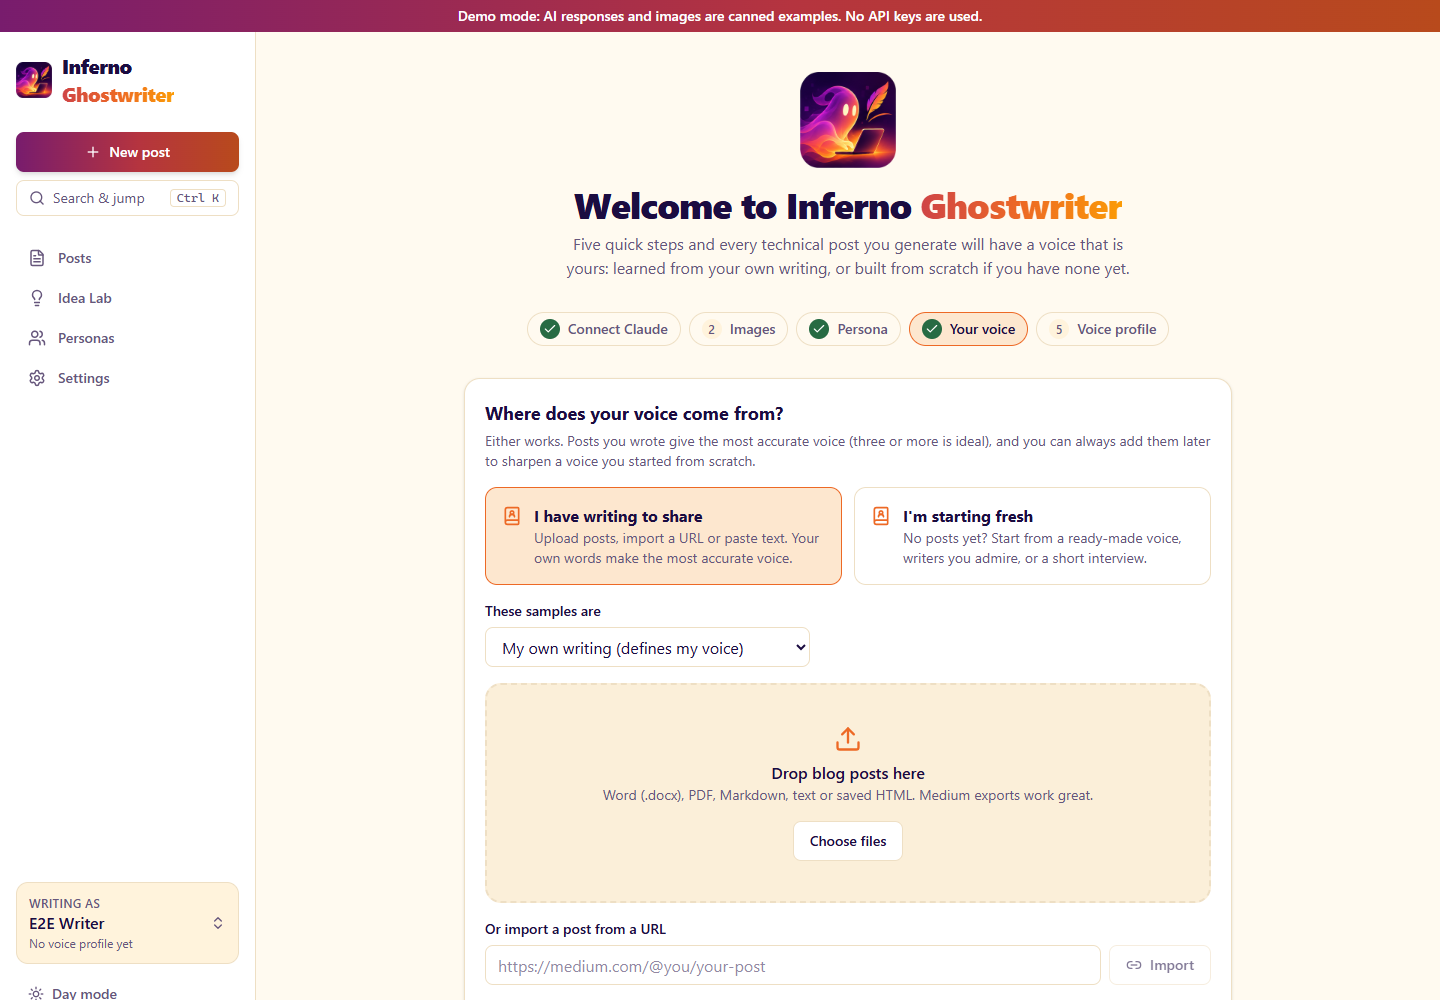 Demo mode: AI responses and images are canned examples. No API keys are used.
Inferno
Ghostwriter
New post
Search & jump
Ctrl K
Posts
Idea Lab
Personas
Settings
WRITING AS
E2E Writer
No voice profile yet
Day mode
Welcome to Inferno Ghostwriter
Five quick steps and every technical post you generate will have a voice that is
yours: learned from your own writing, or built from scratch if you have none yet.
Connect Claude
2 Images
Persona
Your voice
5 Voice profile
Where does your voice come from?
Either works. Posts you wrote give the most accurate voice (three or more is ideal), and you can always add them later
to sharpen a voice you started from scratch.
I have writing to share
Upload posts, import a URL or paste text. Your
own words make the most accurate voice.
I'm starting fresh
No posts yet? Start from a ready-made voice,
writers you admire, or a short interview.
These samples are
My own writing (defines my voice)
Drop blog posts here
Word (.docx), PDF, Markdown, text or saved HTML. Medium exports work great.
Choose files
Or import a post from a URL
https://medium.com/@you/your-post
Import